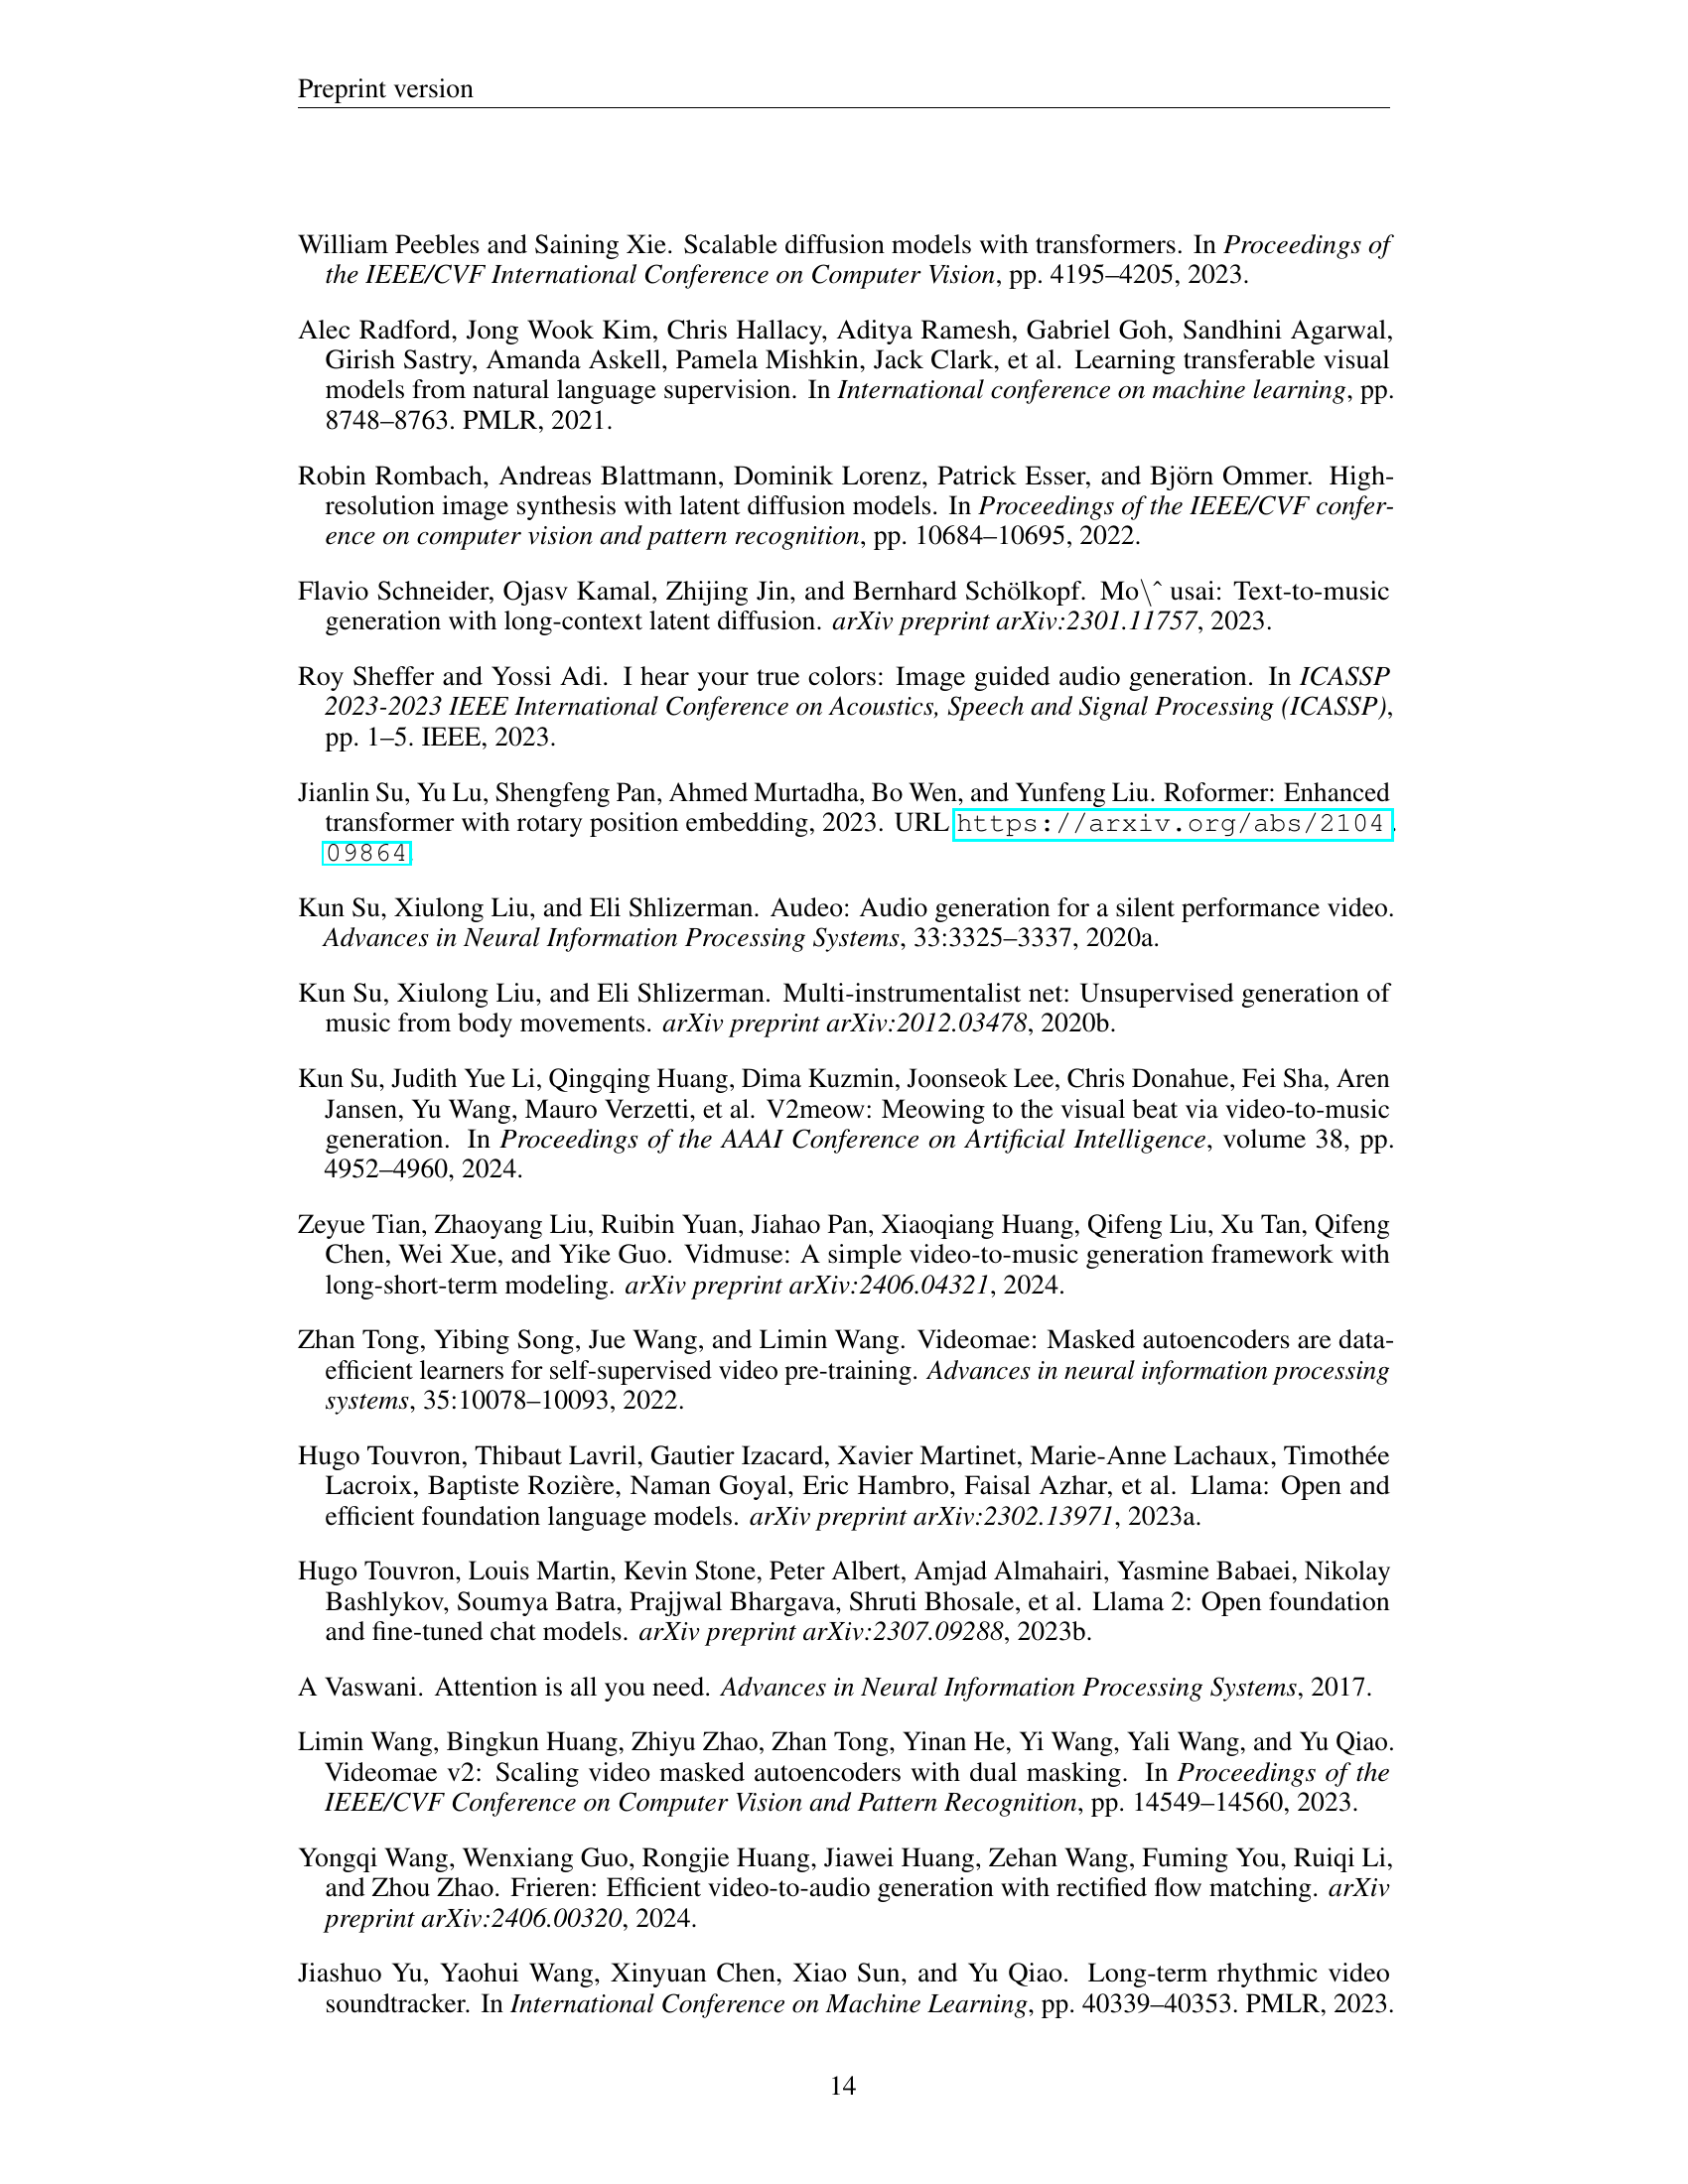 Preprint version
William Peebles and Saining Xie. Scalable diffusion models with transformers. In Proceedings of
the IEEE/CVF International Conference on Computer Vision, pp. 4195–4205, 2023.
Alec Radford, Jong Wook Kim, Chris Hallacy, Aditya Ramesh, Gabriel Goh, Sandhini Agarwal,
Girish Sastry, Amanda Askell, Pamela Mishkin, Jack Clark, et al. Learning transferable visual
models from natural language supervision. In International conference on machine learning, pp.
8748–8763. PMLR, 2021.
Robin Rombach, Andreas Blattmann, Dominik Lorenz, Patrick Esser, and Björn Ommer. High-
resolution image synthesis with latent diffusion models. In Proceedings of the IEEE/CVF confer-
ence on computer vision and pattern recognition, pp. 10684–10695, 2022.
Flavio Schneider, Ojasv Kamal, Zhijing Jin, and Bernhard Schölkopf. Mo\ˆ usai: Text-to-music
generation with long-context latent diffusion. arXiv preprint arXiv:2301.11757, 2023.
Roy Sheffer and Yossi Adi. I hear your true colors: Image guided audio generation. In ICASSP
2023-2023 IEEE International Conference on Acoustics, Speech and Signal Processing (ICASSP),
pp. 1–5. IEEE, 2023.
Jianlin Su, Yu Lu, Shengfeng Pan, Ahmed Murtadha, Bo Wen, and Yunfeng Liu. Roformer: Enhanced
transformer with rotary position embedding, 2023. URL https://arxiv.org/abs/2104.
09864.
Kun Su, Xiulong Liu, and Eli Shlizerman. Audeo: Audio generation for a silent performance video.
Advances in Neural Information Processing Systems, 33:3325–3337, 2020a.
Kun Su, Xiulong Liu, and Eli Shlizerman. Multi-instrumentalist net: Unsupervised generation of
music from body movements. arXiv preprint arXiv:2012.03478, 2020b.
Kun Su, Judith Yue Li, Qingqing Huang, Dima Kuzmin, Joonseok Lee, Chris Donahue, Fei Sha, Aren
Jansen, Yu Wang, Mauro Verzetti, et al. V2meow: Meowing to the visual beat via video-to-music
generation. In Proceedings of the AAAI Conference on Artificial Intelligence, volume 38, pp.
4952–4960, 2024.
Zeyue Tian, Zhaoyang Liu, Ruibin Yuan, Jiahao Pan, Xiaoqiang Huang, Qifeng Liu, Xu Tan, Qifeng
Chen, Wei Xue, and Yike Guo. Vidmuse: A simple video-to-music generation framework with
long-short-term modeling. arXiv preprint arXiv:2406.04321, 2024.
Zhan Tong, Yibing Song, Jue Wang, and Limin Wang. Videomae: Masked autoencoders are data-
efficient learners for self-supervised video pre-training. Advances in neural information processing
systems, 35:10078–10093, 2022.
Hugo Touvron, Thibaut Lavril, Gautier Izacard, Xavier Martinet, Marie-Anne Lachaux, Timothée
Lacroix, Baptiste Rozière, Naman Goyal, Eric Hambro, Faisal Azhar, et al. Llama: Open and
efficient foundation language models. arXiv preprint arXiv:2302.13971, 2023a.
Hugo Touvron, Louis Martin, Kevin Stone, Peter Albert, Amjad Almahairi, Yasmine Babaei, Nikolay
Bashlykov, Soumya Batra, Prajjwal Bhargava, Shruti Bhosale, et al. Llama 2: Open foundation
and fine-tuned chat models. arXiv preprint arXiv:2307.09288, 2023b.
A Vaswani. Attention is all you need. Advances in Neural Information Processing Systems, 2017.
Limin Wang, Bingkun Huang, Zhiyu Zhao, Zhan Tong, Yinan He, Yi Wang, Yali Wang, and Yu Qiao.
Videomae v2: Scaling video masked autoencoders with dual masking. In Proceedings of the
IEEE/CVF Conference on Computer Vision and Pattern Recognition, pp. 14549–14560, 2023.
Yongqi Wang, Wenxiang Guo, Rongjie Huang, Jiawei Huang, Zehan Wang, Fuming You, Ruiqi Li,
and Zhou Zhao. Frieren: Efficient video-to-audio generation with rectified flow matching. arXiv
preprint arXiv:2406.00320, 2024.
Jiashuo Yu, Yaohui Wang, Xinyuan Chen, Xiao Sun, and Yu Qiao. Long-term rhythmic video
soundtracker. In International Conference on Machine Learning, pp. 40339–40353. PMLR, 2023.
14